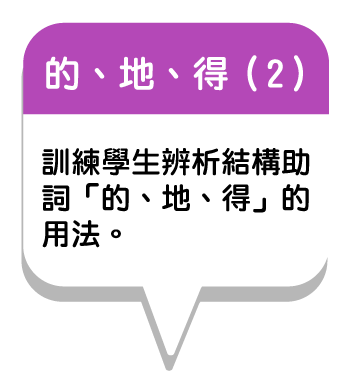 的、地、得（2）
訓練學生辨析結構助
詞「的、地、得」的
用法。